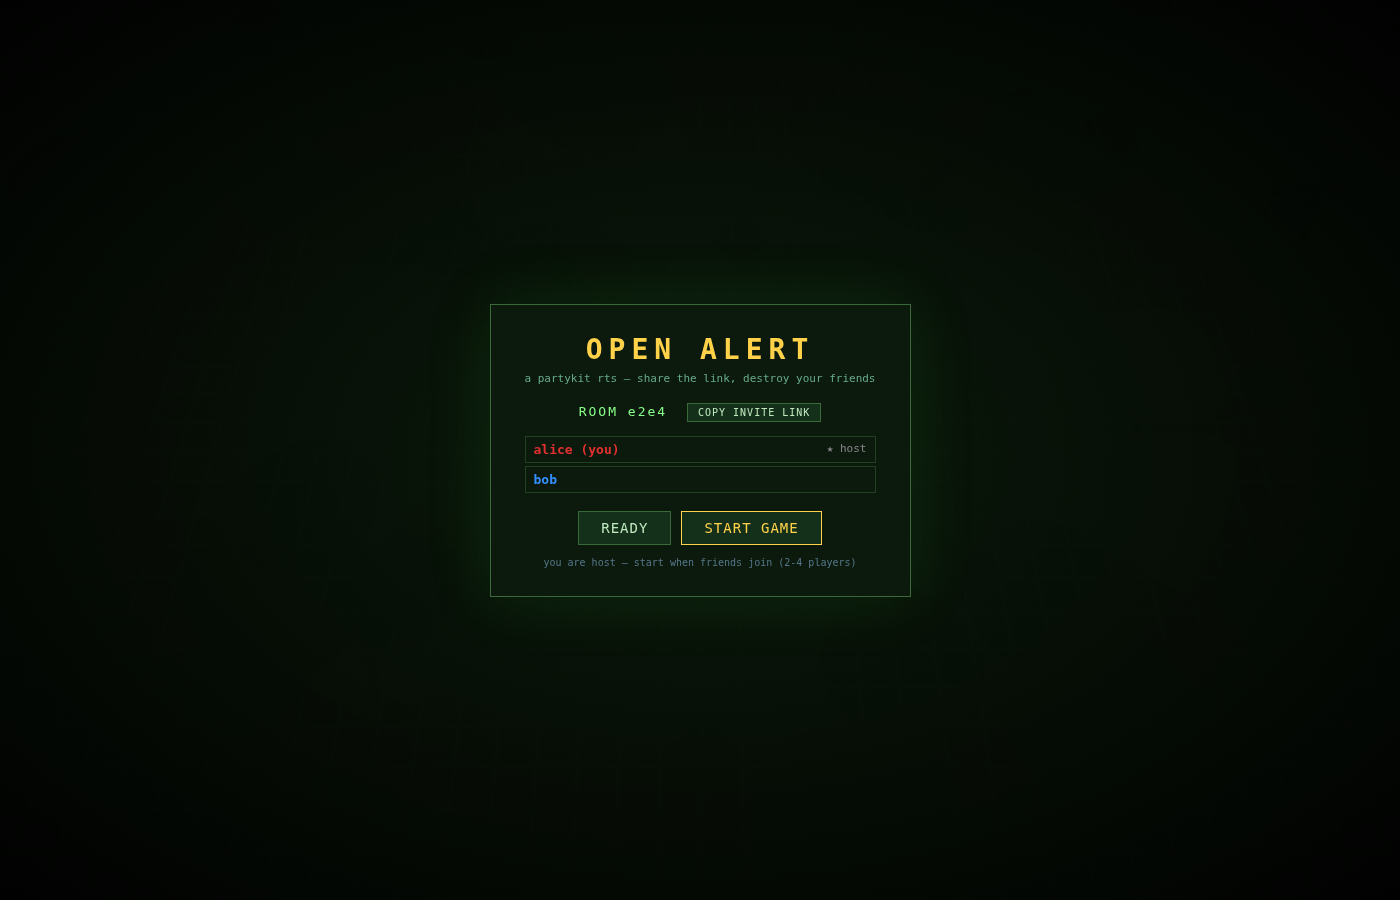 OPEN ALERT
a partykit rts — share the link, destroy your friends
ROOM e2e4 COPY INVITE LINK
alice (you) ★ host
bob
READY START GAME
you are host — start when friends join (2-4 players)